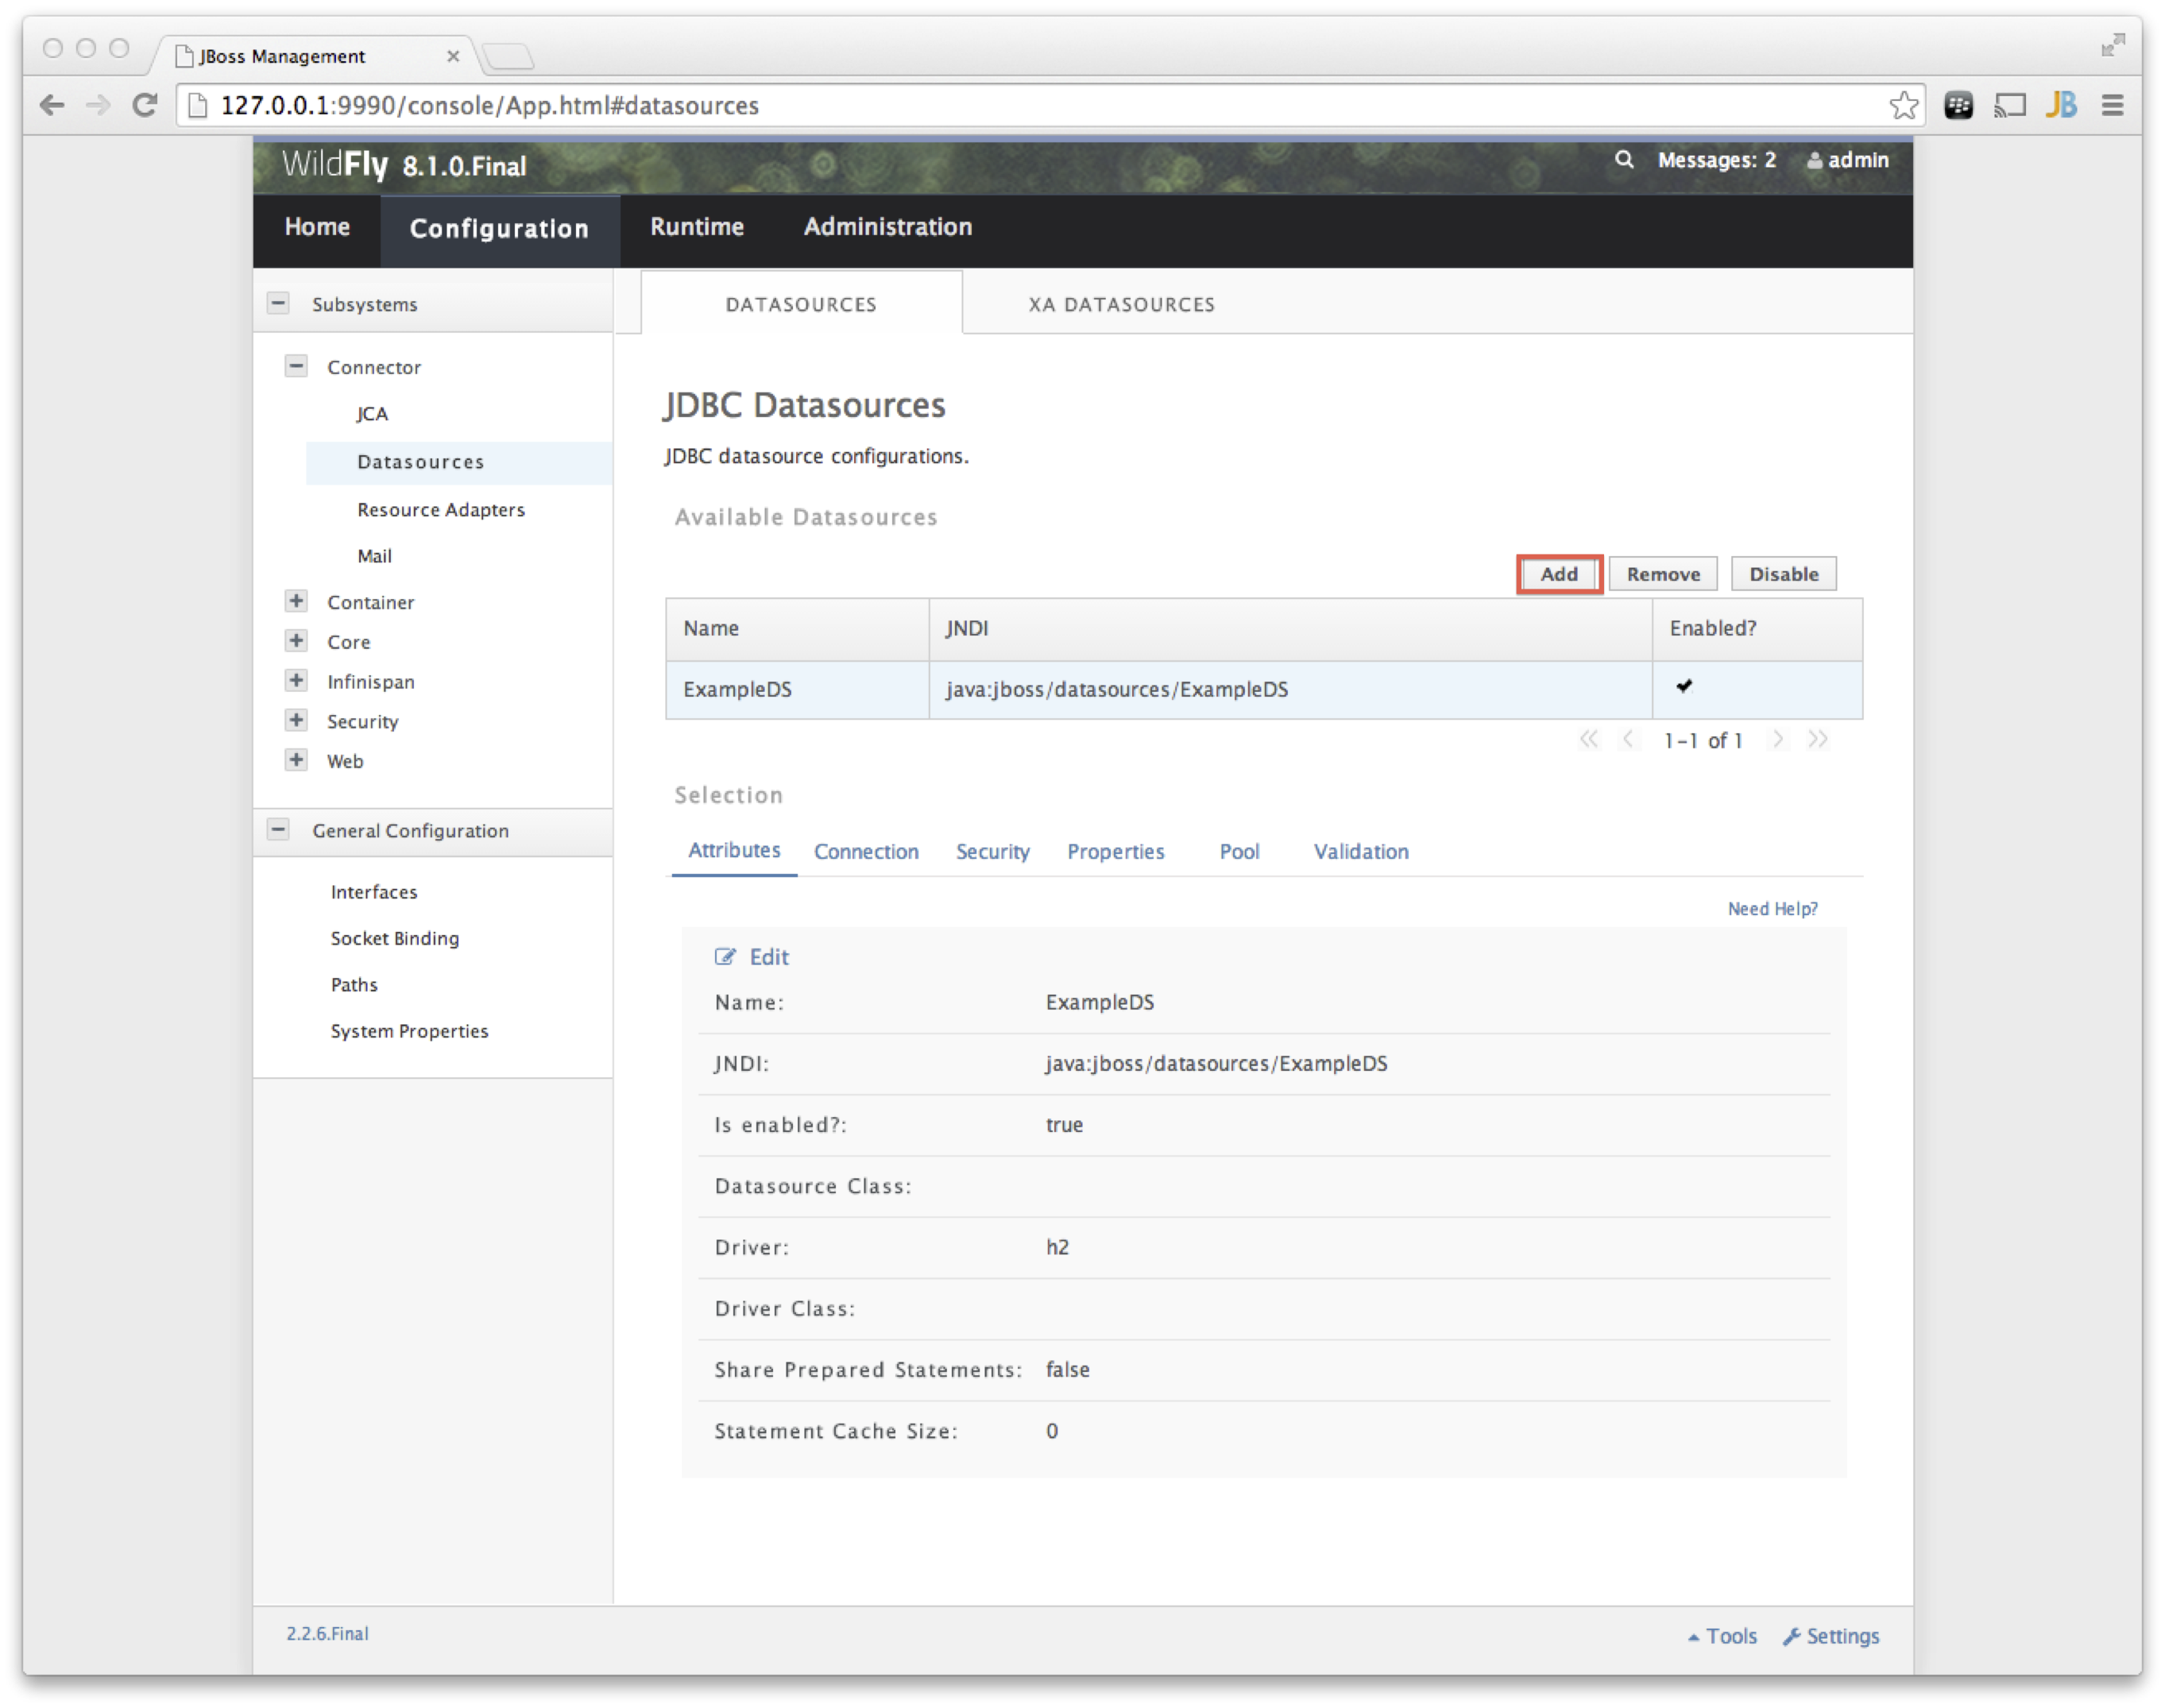 JBoss Management
127.0.0.1:9990/console/App.html#datasources
JB
WildFly 8.1.0.Final
Messages: 2 admin
Home Configuration Runtime Administration
Subsystems
Connector
JCA
Datasources
Resource Adapters
Mail
Container
Core
Infinispan
Security
Web
General Configuration
Interfaces
Socket Binding
Paths
System Properties
DATASOURCES XA DATASOURCES
JDBC Datasources
JDBC datasource configurations.
Available Datasources
Add Remove Disable
Name JNDI Enabled?
ExampleDS java:jboss/datasources/ExampleDS
1-1 of 1
Selection
Attributes Connection Security Properties Pool Validation
Need Help?
Edit
Name: ExampleDS
JNDI: java:jboss/datasources/ExampleDS
Is enabled?: true
Datasource Class:
Driver: h2
Driver Class:
Share Prepared Statements: false
Statement Cache Size: 0
2.2.6.Final
Tools Settings